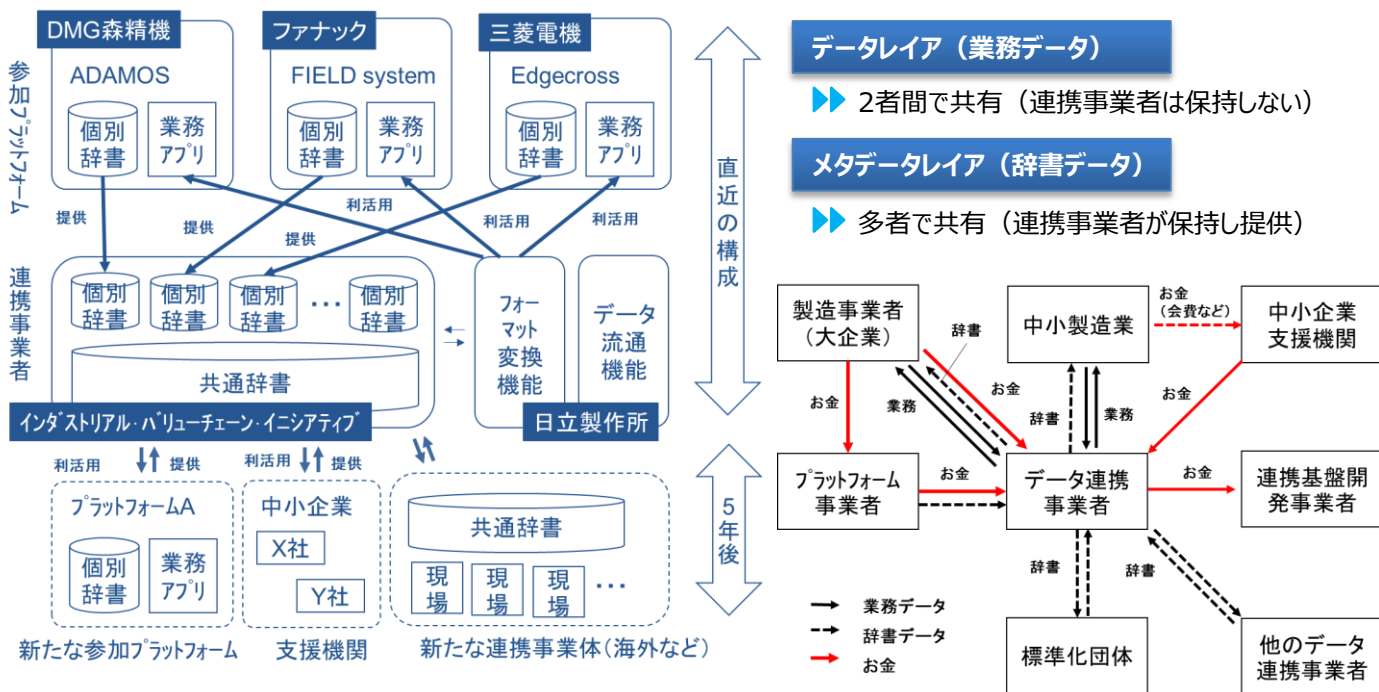 DMG森精機
ADAMOS
個別
辞書
業務
アプリ
ファナック
FIELD system
個別
辞書
業務
アプリ
三菱電機
Edgecross
個別
辞書
業務
アプリ
参加プラットフォーム
提供
提供
提供
利活用
利活用
利活用
連携事業者
個別
辞書
個別
辞書
個別
辞書
…
個別
辞書
共通辞書
インダストリアル・バリューチェーン・イニシアティブ
フォー
マット
変換
機能
データ
流通
機能
日立製作所
直近の構成
5年後
利活用
提供
利活用
提供
プラットフォームA
個別
辞書
業務
アプリ
新たな参加プラットフォーム
中小企業
X社
Y社
支援機関
共通辞書
現場
現場
現場
…
新たな連携事業体(海外など)
データレイア(業務データ)
2者間で共有(連携事業者は保持しない)
メタデータレイア(辞書データ)
多者で共有(連携事業者が保持し提供)
製造事業者
(大企業)
辞書
中小製造業
お金
(会費など)
中小企業
支援機関
お金
業務
お金
辞書
業務
お金
プラットフォーム
事業者
お金
データ連携
事業者
お金
連携基盤開
発事業者
辞書
辞書
標準化団体
他のデータ
連携事業者
業務データ
辞書データ
お金